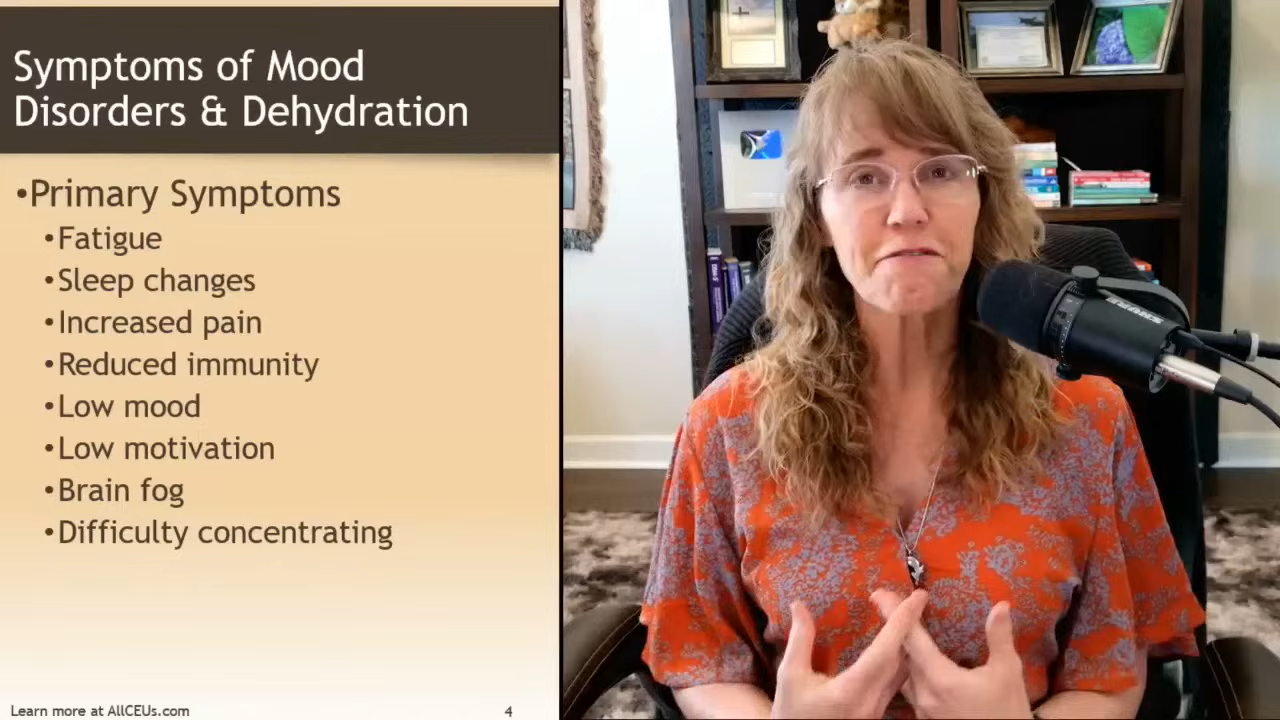 Symptoms of Mood
Disorders & Dehydration
•Primary Symptoms
•Fatigue
•Sleep changes
•Increased pain
•Reduced immunity
•Low mood
•Low motivation
•Brain fog
•Difficulty concentrating
Learn more at AllCEUs.com
4
SHURE